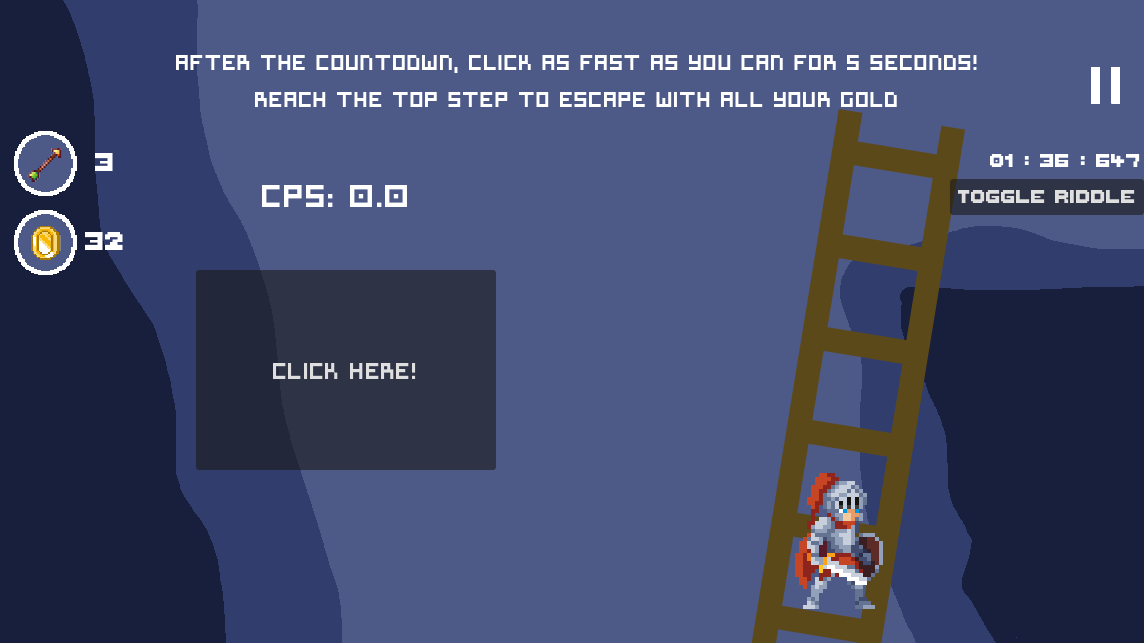 AFTER THE COUNTDOWN, CLICK AS FAST AS YOU CAN FOR 5 SECONDS!
REACH THE TOP STEP TO ESCAPE WITH ALL YOUR GOLD
3
01 : 36 : 647
CPS: 0.0
TOGGLE RIDDLE
32
CLICK HERE!